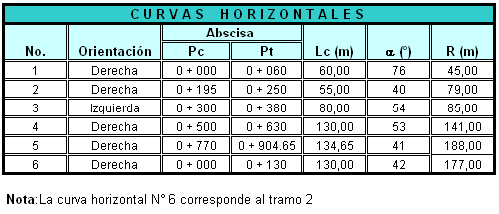 CURVAS HORIZONTALES
No. Orientación Abscisa Lc (m) α (°) R (m)
Pc Pt
1 Derecha 0 + 000 0 + 060 60,00 76 45,00
2 Derecha 0 + 195 0 + 250 55,00 40 79,00
3 Izquierda 0 + 300 0 + 380 80,00 54 85,00
4 Derecha 0 + 500 0 + 630 130,00 53 141,00
5 Derecha 0 + 770 0 + 904.65 134,65 41 188,00
6 Derecha 0 + 000 0 + 130 130,00 42 177,00
Nota:La curva horizontal N° 6 corresponde al tramo 2